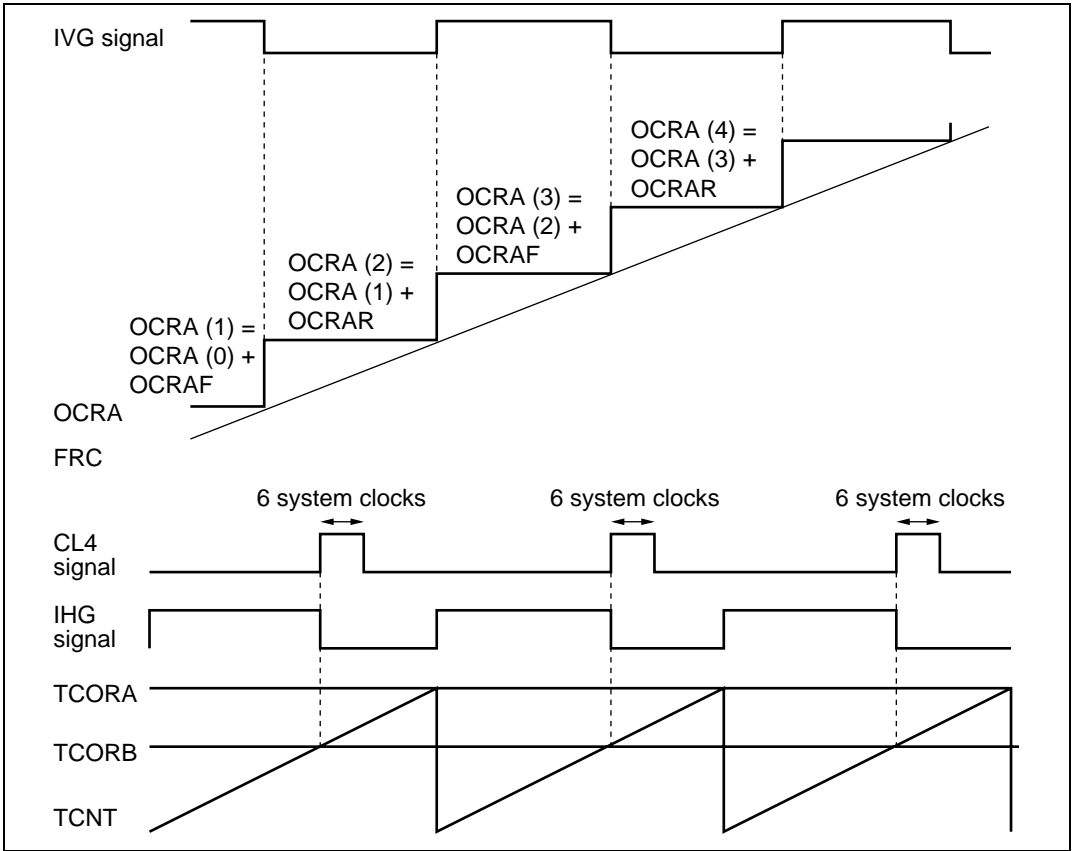 IVG signal
OCRA (4) =
OCRA (3) +
OCRAR
OCRA (3) =
OCRA (2) +
OCRAF
OCRA (2) =
OCRA (1) +
OCRAR
OCRA (1) =
OCRA (0) +
OCRAF
OCRA
FRC
6 system clocks 6 system clocks 6 system clocks
CL4
signal
IHG
signal
TCORA
TCORB
TCNT